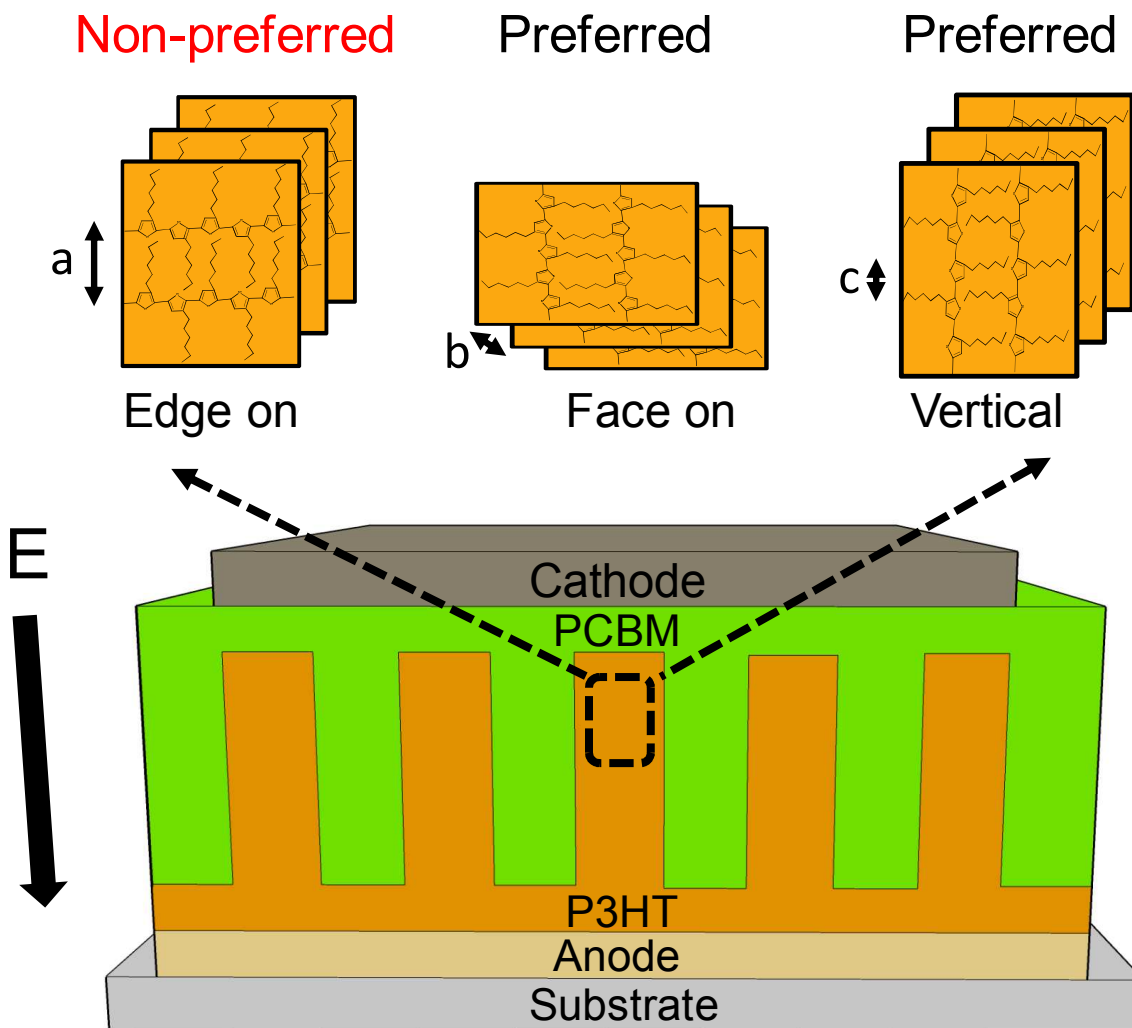 Non-preferred
Preferred
Preferred
a
b
c
Edge on
Face on
Vertical
E
Cathode
PCBM
P3HT
Anode
Substrate